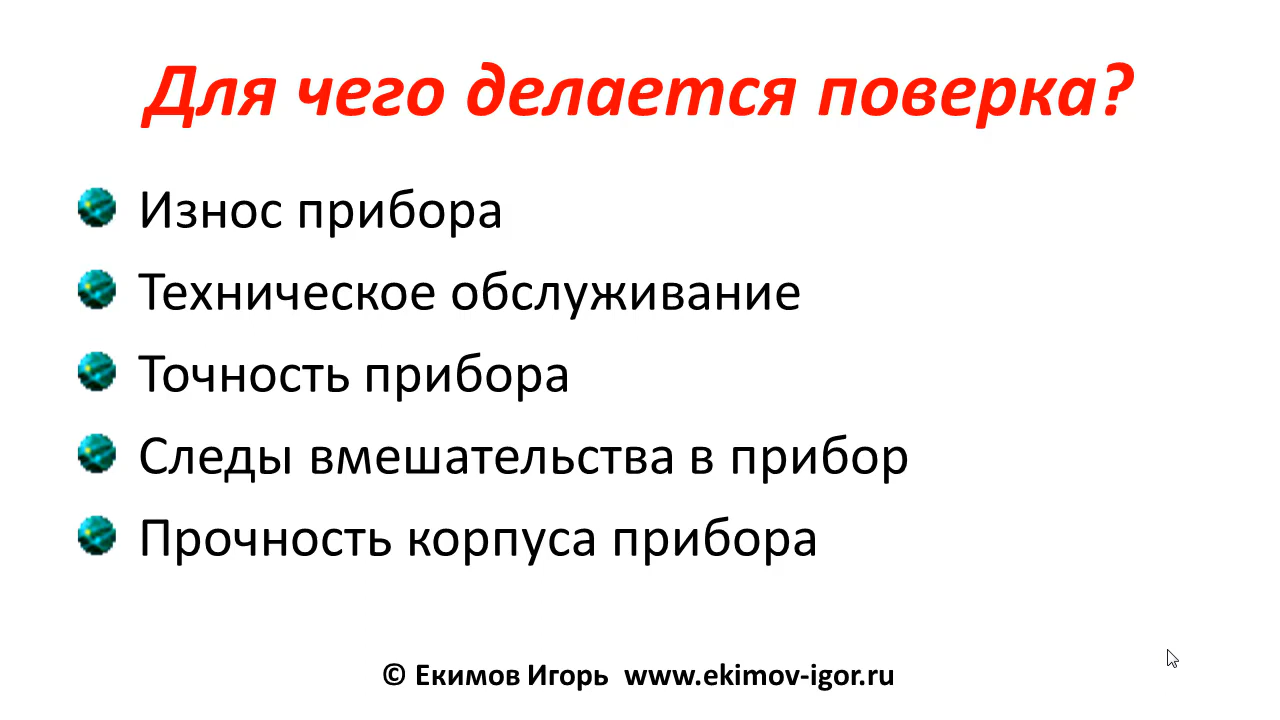 Для чего делается поверка?
Износ прибора
Техническое обслуживание
Точность прибора
Следы вмешательства в прибор
Прочность корпуса прибора
© Екимов Игорь www.ekimov-igor.ru